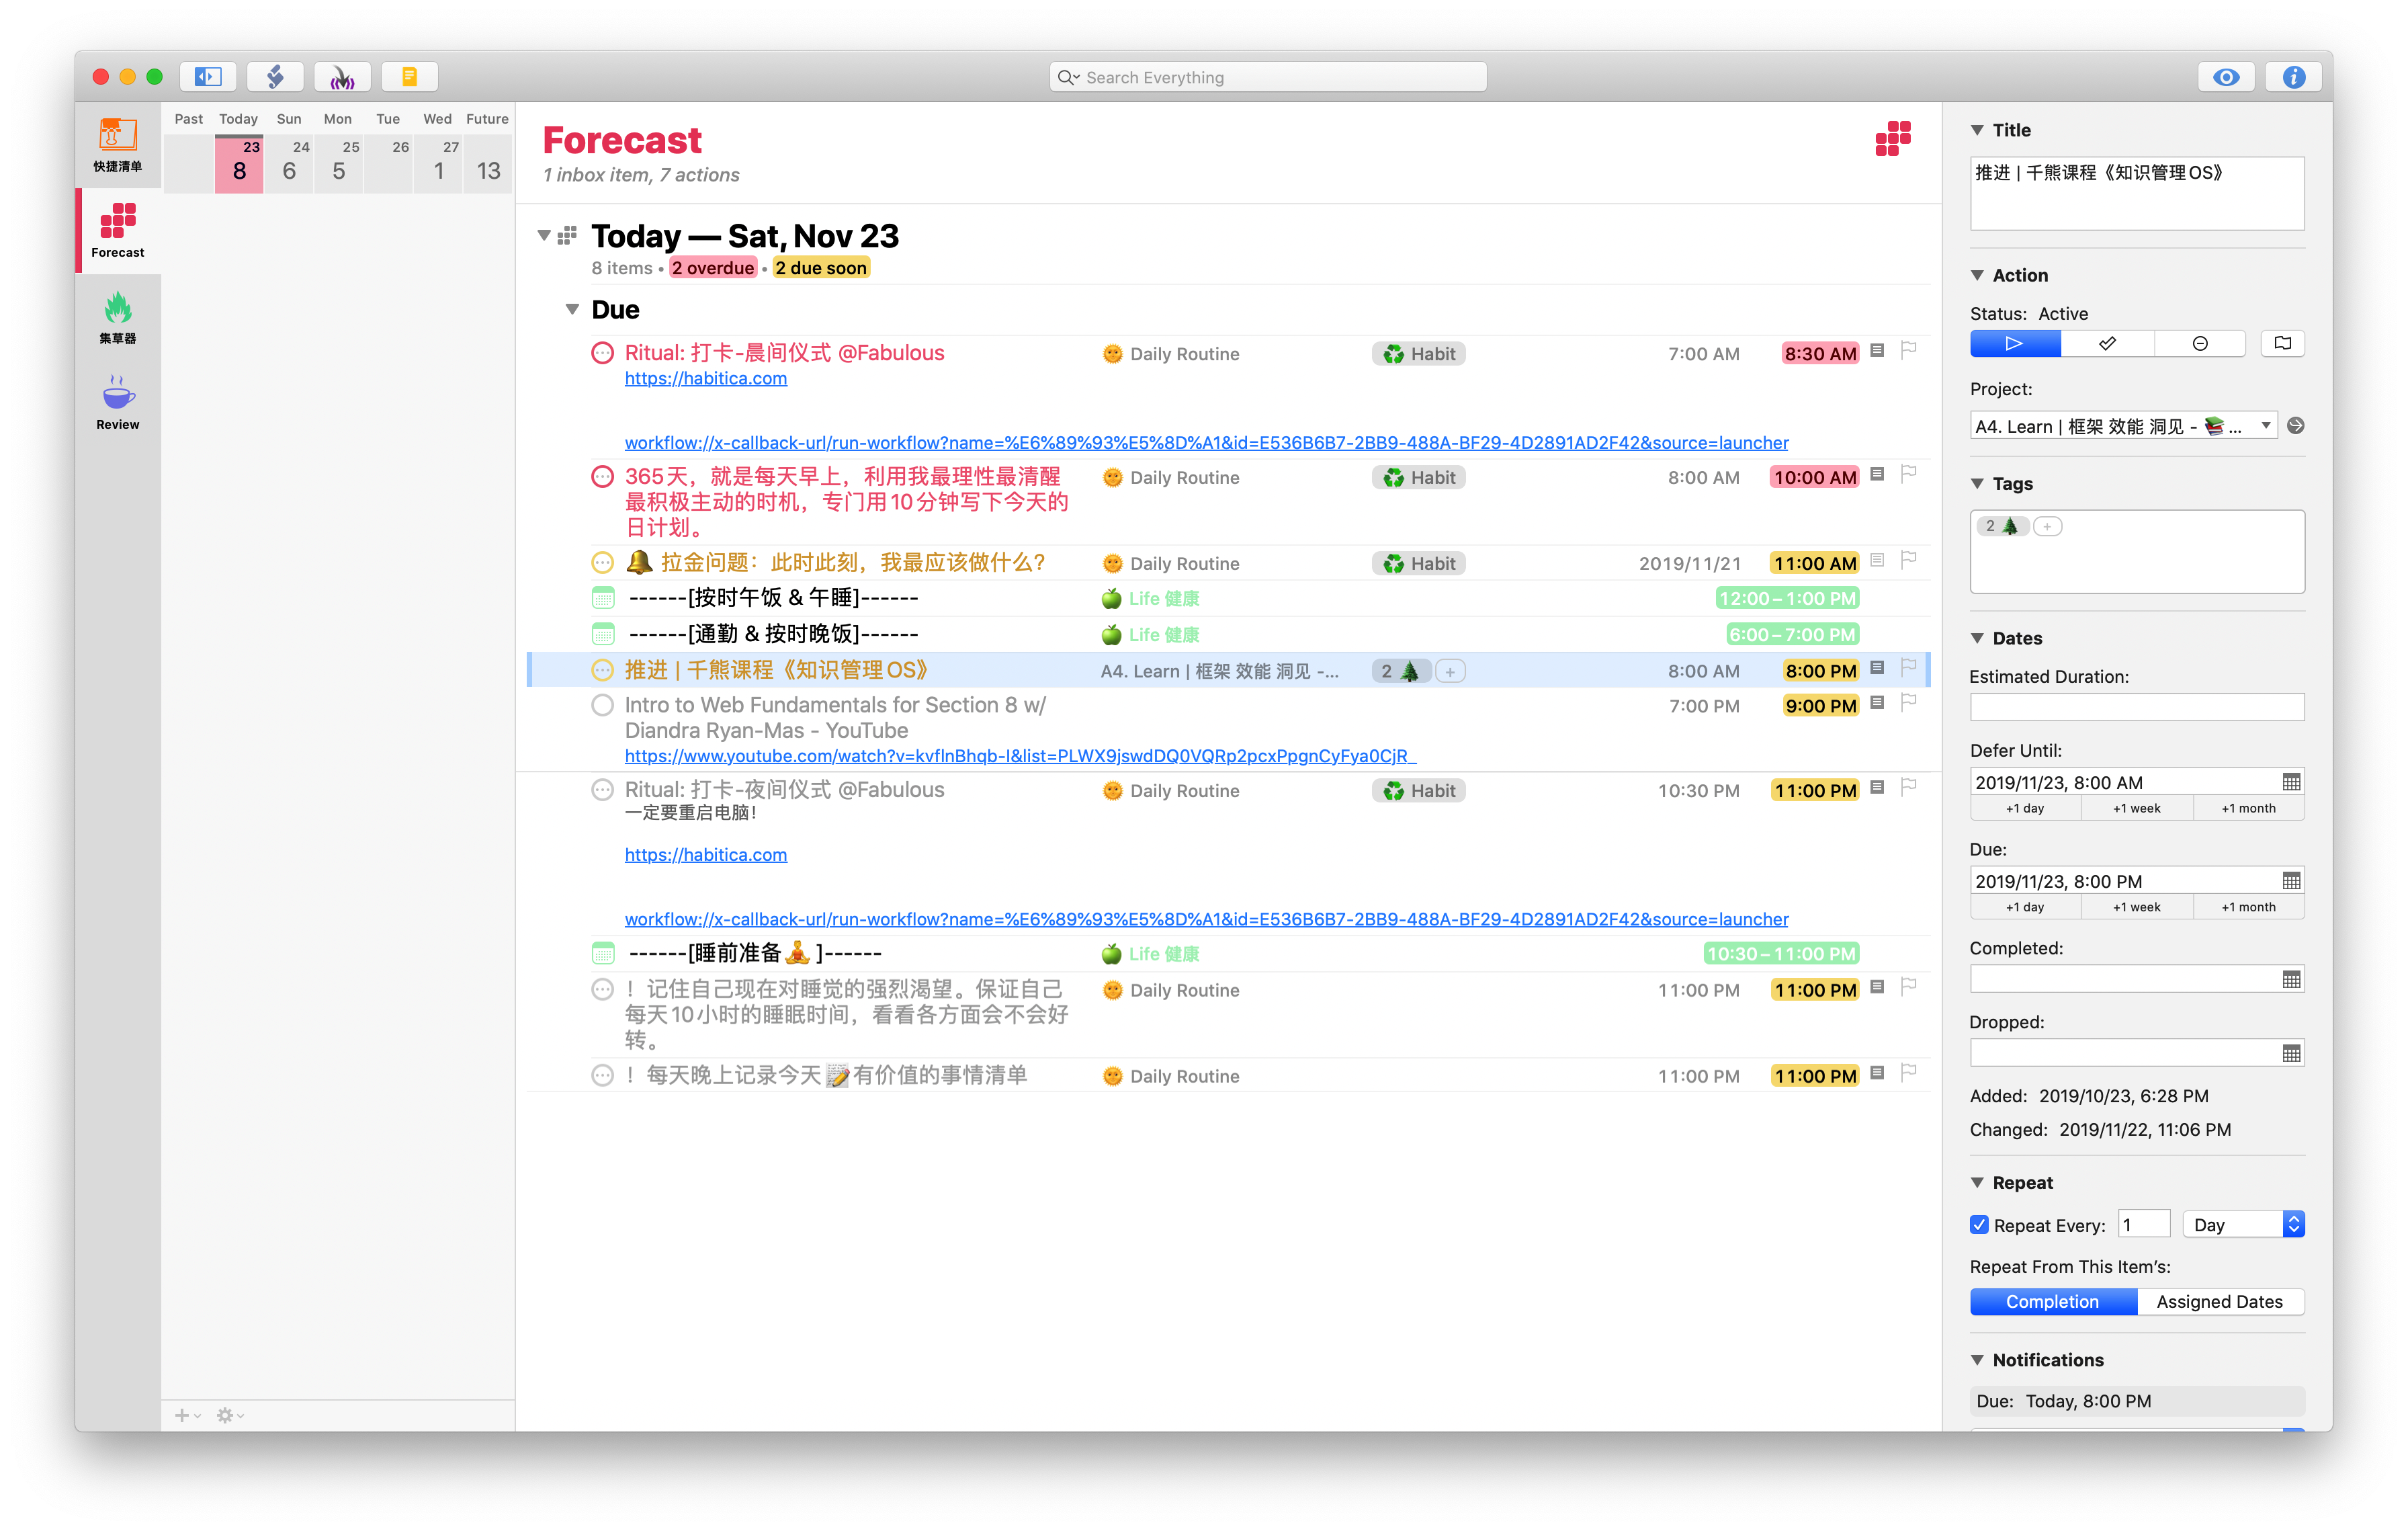 Search Everything
快捷清单
Forecast
集草器
Review
Past Today Sun Mon Tue Wed Future
23 24 25 26 27
8 6 5 1 13
Forecast
1 inbox item, 7 actions
Today — Sat, Nov 23
8 items • 2 overdue • 2 due soon
Due
Ritual: 打卡-晨间仪式 @Fabulous Daily Routine Habit 7:00 AM 8:30 AM
https://habitica.com
workflow://x-callback-url/run-workflow?name=%E6%89%93%E5%8D%A1&id=E536B6B7-2BB9-488A-BF29-4D2891AD2F42&source=launcher
365天，就是每天早上，利用我最理性最清醒 Daily Routine Habit 8:00 AM 10:00 AM
最积极主动的时机，专门用10分钟写下今天的
日计划。
🔔 拉金问题：此时此刻，我最应该做什么？ Daily Routine Habit 2019/11/21 11:00 AM
------[按时午饭 & 午睡]------ Life 健康 12:00 – 1:00 PM
------[通勤 & 按时晚饭]------ Life 健康 6:00 – 7:00 PM
推进 | 千熊课程《知识管理OS》 A4. Learn | 框架 效能 洞见 -... 2 🌲 + 8:00 AM 8:00 PM
Intro to Web Fundamentals for Section 8 w/ 7:00 PM 9:00 PM
Diandra Ryan-Mas - YouTube
https://www.youtube.com/watch?v=kvflnBhqb-I&list=PLWX9jswdDQ0VQRp2pcxPpgnCyFya0CjR_
Ritual: 打卡-夜间仪式 @Fabulous Daily Routine Habit 10:30 PM 11:00 PM
一定要重启电脑！
https://habitica.com
workflow://x-callback-url/run-workflow?name=%E6%89%93%E5%8D%A1&id=E536B6B7-2BB9-488A-BF29-4D2891AD2F42&source=launcher
------[睡前准备🧘]------ Life 健康 10:30 – 11:00 PM
！记住自己现在对睡觉的强烈渴望。保证自己 Daily Routine 11:00 PM 11:00 PM
每天10小时的睡眠时间，看看各方面会不会好
转。
！每天晚上记录今天📝有价值的事情清单 Daily Routine 11:00 PM 11:00 PM
Title
推进 | 千熊课程《知识管理OS》
Action
Status: Active
Project:
A4. Learn | 框架 效能 洞见 - 📚 ...
Tags
2 🌲 +
Dates
Estimated Duration:
Defer Until:
2019/11/23, 8:00 AM
+1 day +1 week +1 month
Due:
2019/11/23, 8:00 PM
+1 day +1 week +1 month
Completed:
Dropped:
Added: 2019/10/23, 6:28 PM
Changed: 2019/11/22, 11:06 PM
Repeat
Repeat Every: 1 Day
Repeat From This Item's:
Completion Assigned Dates
Notifications
Due: Today, 8:00 PM